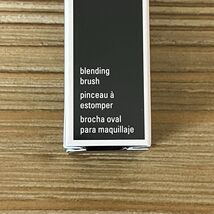 blending
brush
pinceau à
estomper
brocha oval
para maquillaje